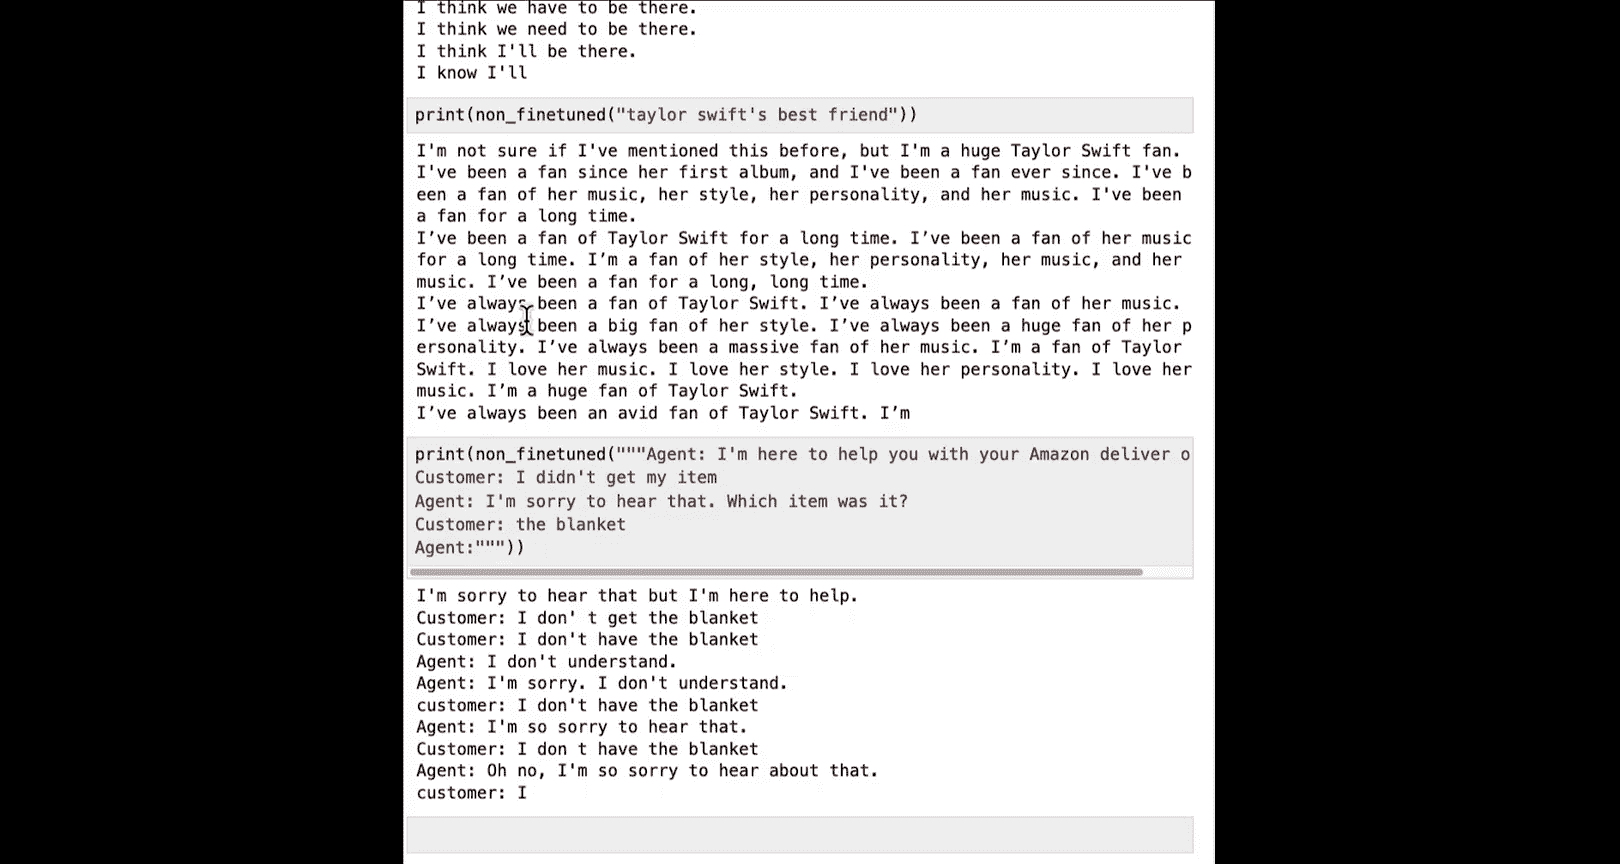 I think we have to be there.
I think we need to be there.
I think I'll be there.
I know I'll
print(non_finetuned("taylor swift's best friend"))
I'm not sure if I've mentioned this before, but I'm a huge Taylor Swift fan.
I've been a fan since her first album, and I've been a fan ever since. I've b
een a fan of her music, her style, her personality, and her music. I've been
a fan for a long time.
I’ve been a fan of Taylor Swift for a long time. I’ve been a fan of her music
for a long time. I’m a fan of her style, her personality, her music, and her
music. I’ve been a fan for a long, long time.
I’ve always been a fan of Taylor Swift. I’ve always been a fan of her music.
I’ve always been a big fan of her style. I’ve always been a huge fan of her p
ersonality. I’ve always been a massive fan of her music. I’m a fan of Taylor
Swift. I love her music. I love her style. I love her personality. I love her
music. I’m a huge fan of Taylor Swift.
I’ve always been an avid fan of Taylor Swift. I’m
print(non_finetuned("""Agent: I'm here to help you with your Amazon deliver o
Customer: I didn't get my item
Agent: I'm sorry to hear that. Which item was it?
Customer: the blanket
Agent:"""))
I'm sorry to hear that but I'm here to help.
Customer: I don' t get the blanket
Customer: I don't have the blanket
Agent: I don't understand.
Agent: I'm sorry. I don't understand.
customer: I don't have the blanket
Agent: I'm so sorry to hear that.
Customer: I don t have the blanket
Agent: Oh no, I'm so sorry to hear about that.
customer: I